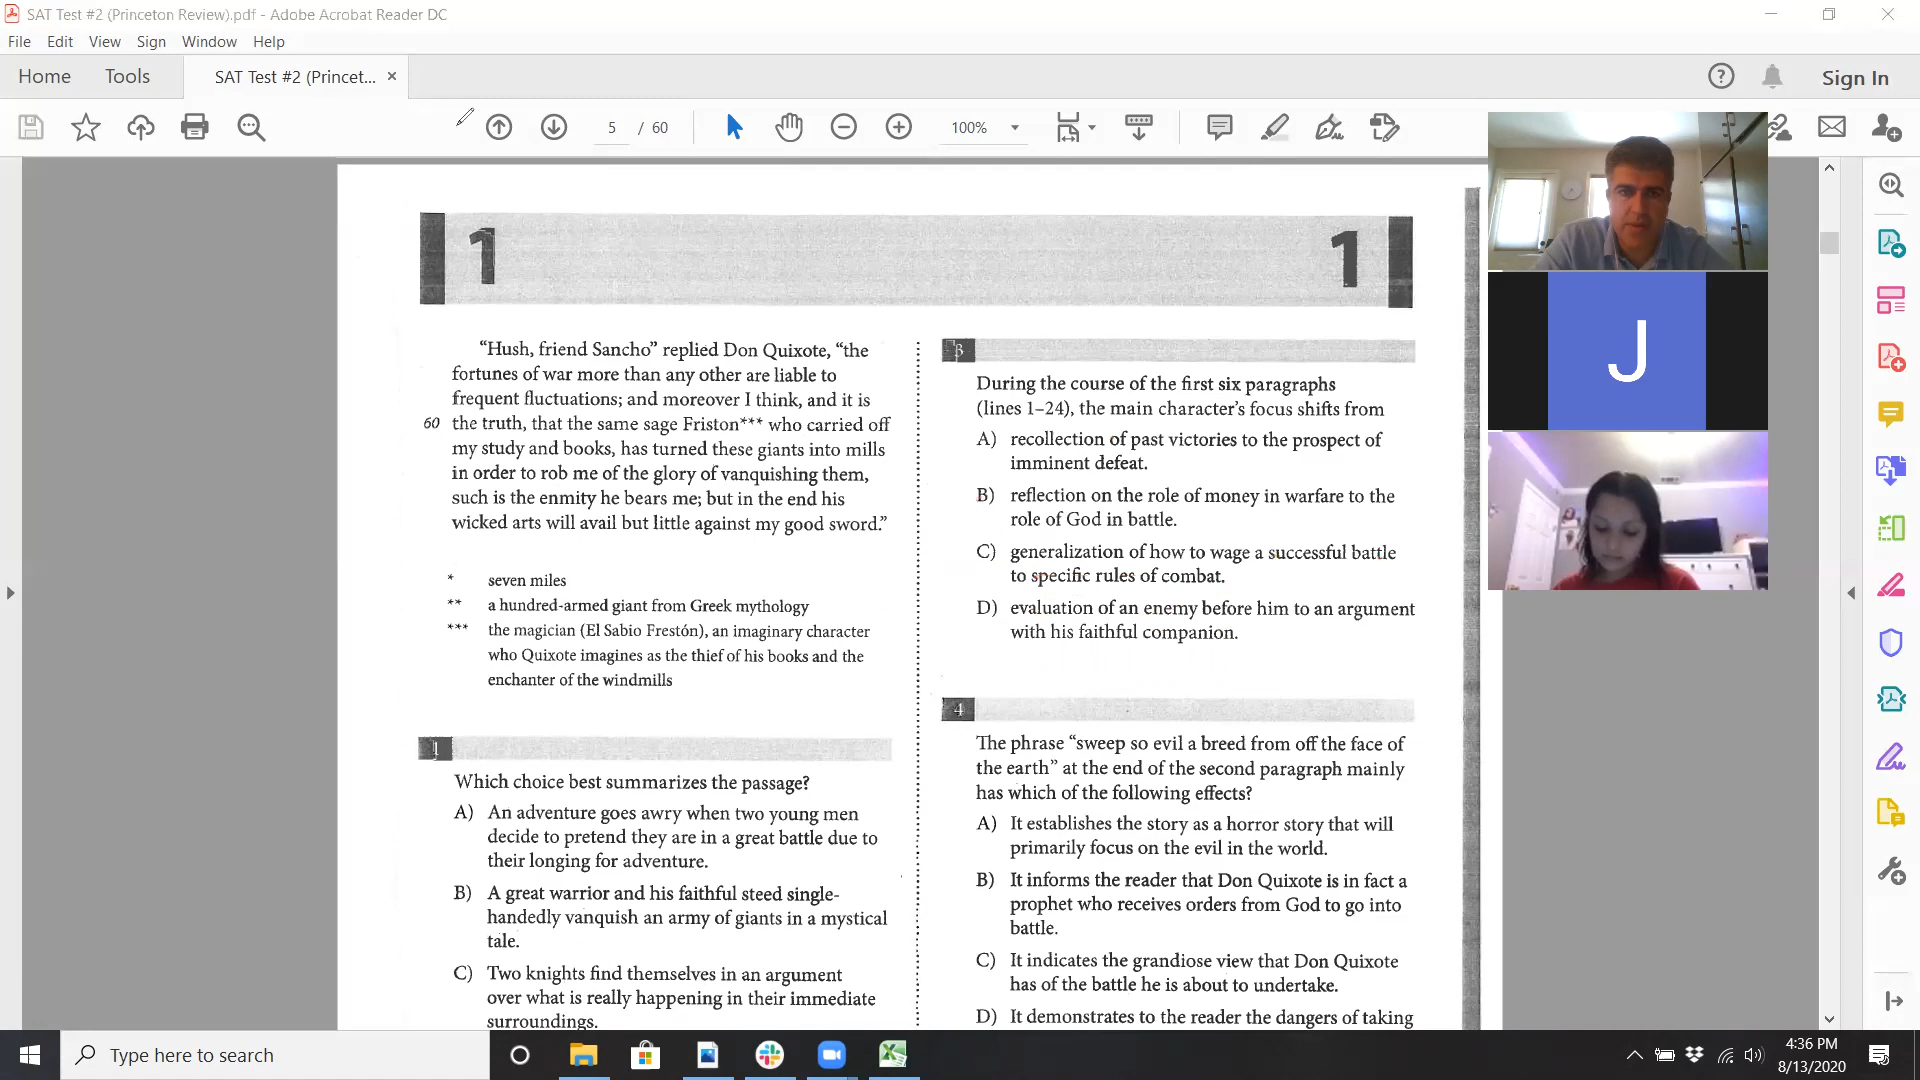 SAT Test #2 (Princeton Review).pdf - Adobe Acrobat Reader DC
File Edit View Sign Window Help
Home Tools SAT Test #2 (Princet... × Sign In
5 / 60 100%
1 1
“Hush, friend Sancho” replied Don Quixote, “the
fortunes of war more than any other are liable to
frequent fluctuations; and moreover I think, and it is
60 the truth, that the same sage Friston*** who carried off
my study and books, has turned these giants into mills
in order to rob me of the glory of vanquishing them,
such is the enmity he bears me; but in the end his
wicked arts will avail but little against my good sword.”
* seven miles
** a hundred-armed giant from Greek mythology
*** the magician (El Sabio Frestón), an imaginary character
who Quixote imagines as the thief of his books and the
enchanter of the windmills
1
Which choice best summarizes the passage?
A) An adventure goes awry when two young men
decide to pretend they are in a great battle due to
their longing for adventure.
B) A great warrior and his faithful steed single-
handedly vanquish an army of giants in a mystical
tale.
C) Two knights find themselves in an argument
over what is really happening in their immediate
surroundings.
3
During the course of the first six paragraphs
(lines 1–24), the main character’s focus shifts from
A) recollection of past victories to the prospect of
imminent defeat.
B) reflection on the role of money in warfare to the
role of God in battle.
C) generalization of how to wage a successful battle
to specific rules of combat.
D) evaluation of an enemy before him to an argument
with his faithful companion.
4
The phrase “sweep so evil a breed from off the face of
the earth” at the end of the second paragraph mainly
has which of the following effects?
A) It establishes the story as a horror story that will
primarily focus on the evil in the world.
B) It informs the reader that Don Quixote is in fact a
prophet who receives orders from God to go into
battle.
C) It indicates the grandiose view that Don Quixote
has of the battle he is about to undertake.
D) It demonstrates to the reader the dangers of taking
J
Type here to search
4:36 PM
8/13/2020